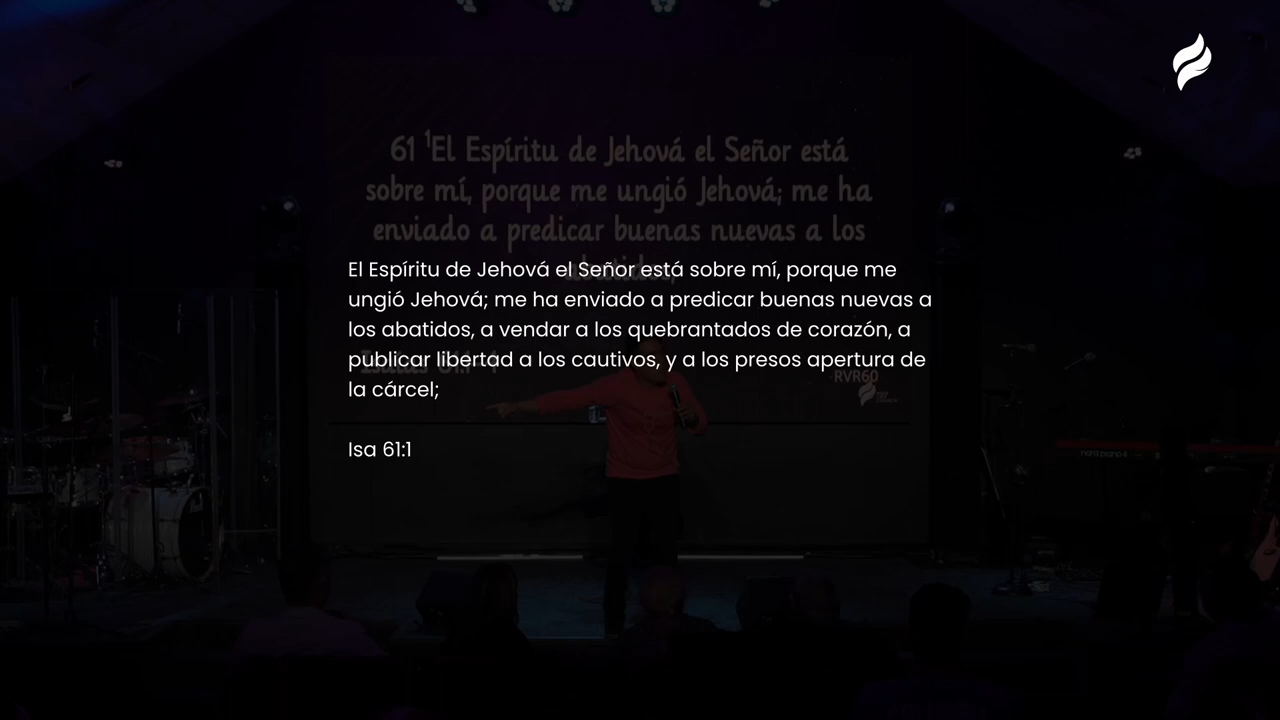 61 ¹El Espíritu de Jehová el Señor está
sobre mí, porque me ungió Jehová; me ha
enviado a predicar buenas nuevas a los
El Espíritu de Jehová el Señor está sobre mí, porque me
ungió Jehová; me ha enviado a predicar buenas nuevas a
los abatidos, a vendar a los quebrantados de corazón, a
publicar libertad a los cautivos, y a los presos apertura de
la cárcel;
RVR60
Isa 61:1